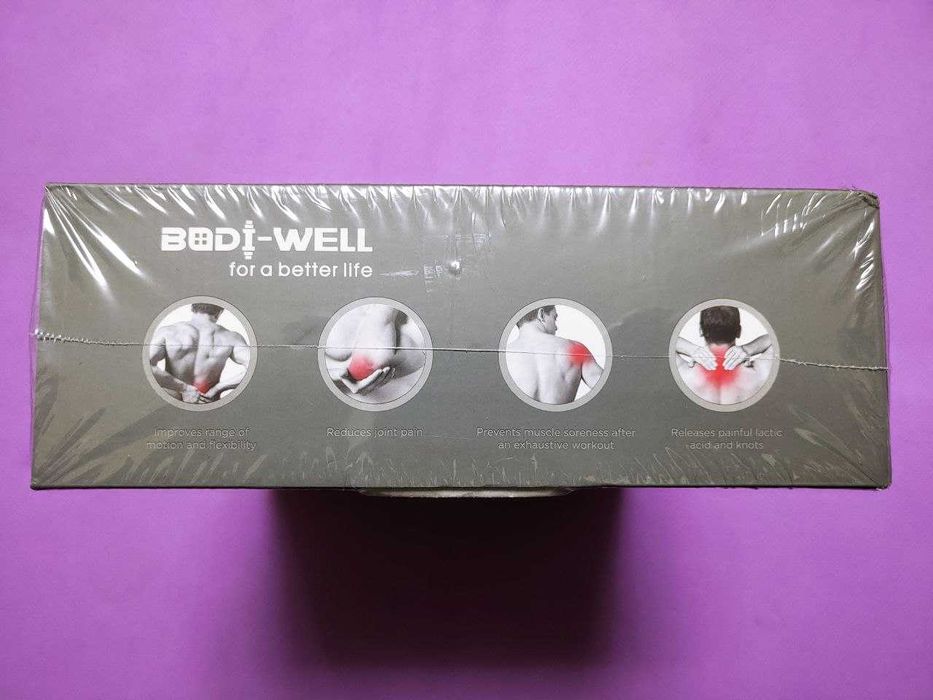 BODI-WELL
for a better life
Improves range of
motion and flexibility
Reduces joint pain
Prevents muscle soreness after
an exhaustive workout
Releases painful lactic
acid and knots